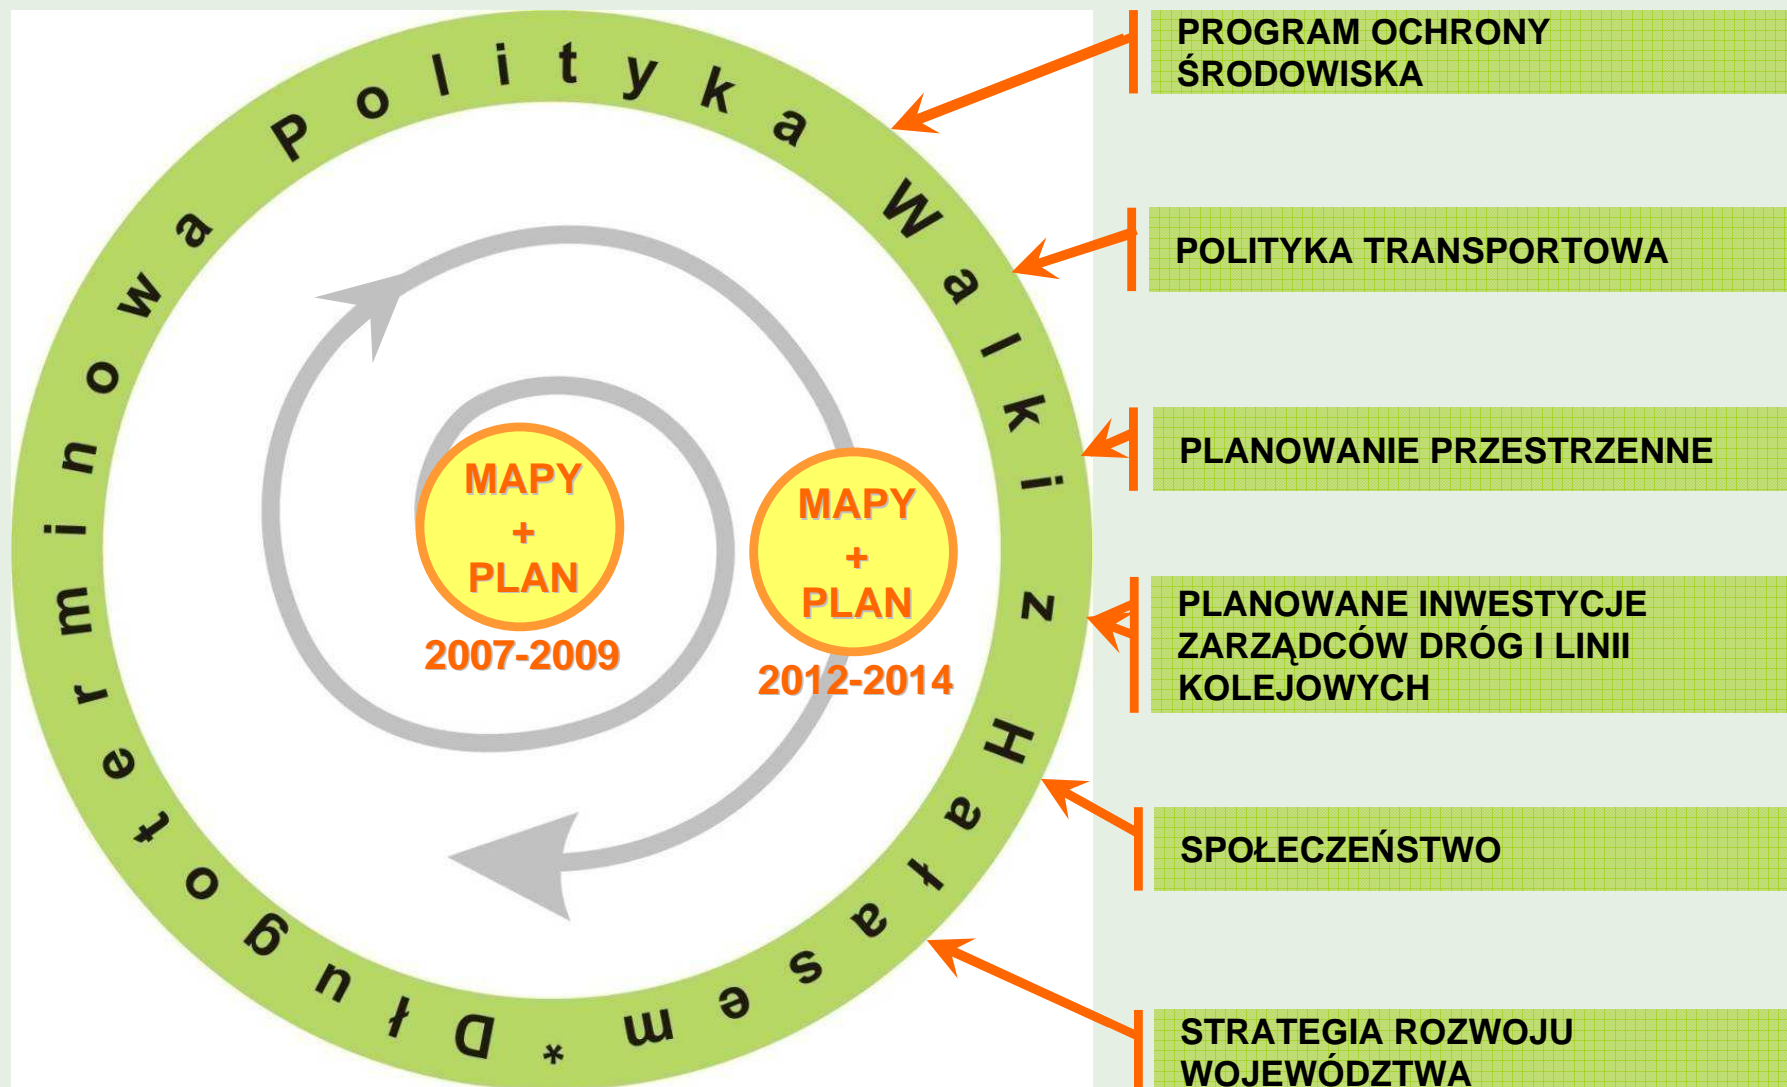 Długoterminowa Polityka Walki z Hałasem *
MAPY
+
PLAN
2007-2009
MAPY
+
PLAN
2012-2014
PROGRAM OCHRONY
ŚRODOWISKA
POLITYKA TRANSPORTOWA
PLANOWANIE PRZESTRZENNE
PLANOWANE INWESTYCJE
ZARZĄDCÓW DRÓG I LINII
KOLEJOWYCH
SPOŁECZEŃSTWO
STRATEGIA ROZWOJU
WOJEWÓDZTWA